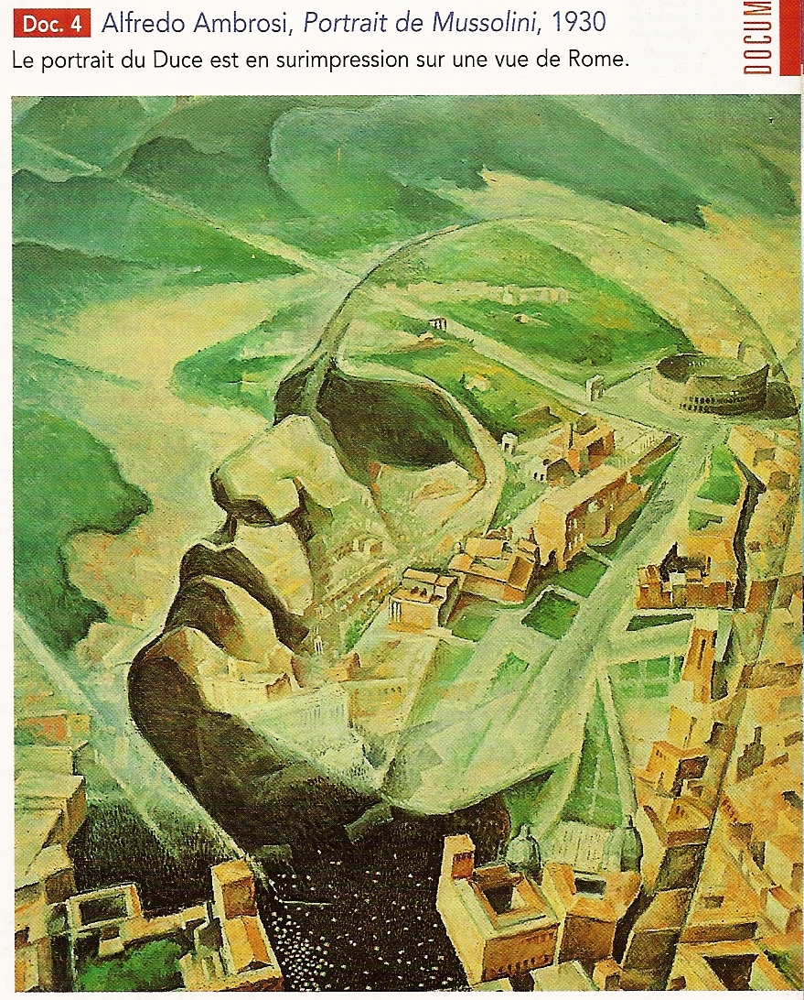 Doc. 4 Alfredo Ambrosi, Portrait de Mussolini, 1930
Le portrait du Duce est en surimpression sur une vue de Rome.
DOCUM